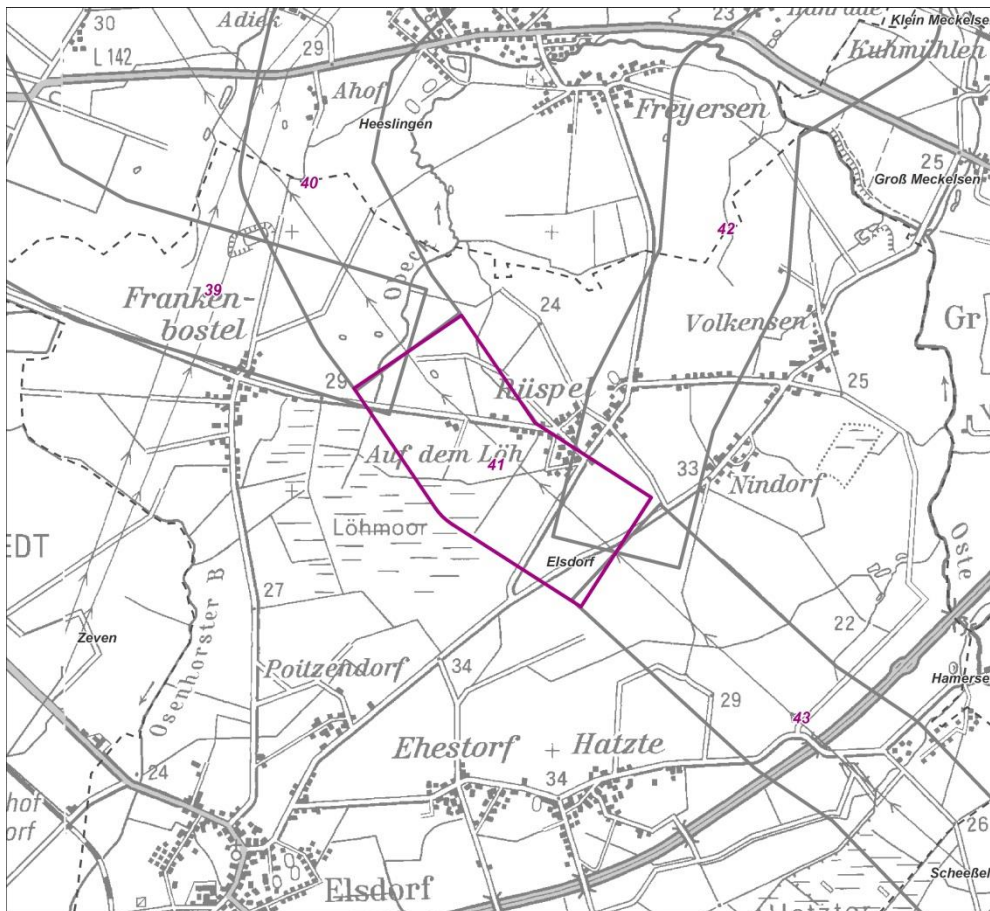 30
Adiek
23
Klein Meckelsen
L 142
29
Kuhmühlen
Ahof
Freyersen
Heeslingen
25
Groß Meckelsen
40
42
39
Franken-
bostel
24
Volkensen
Gr
29
Rüspel
25
Auf dem Löh
41
33
Nindorf
Löhmoor
EDT
Elsdorf
Oste
Osenhorster B
27
Zeven
22
36
Poitzendorf
34
Hamerse
29
43
Ehestorf
Hatzte
24
34
hof
orf
26
Scheeßel
Elsdorf